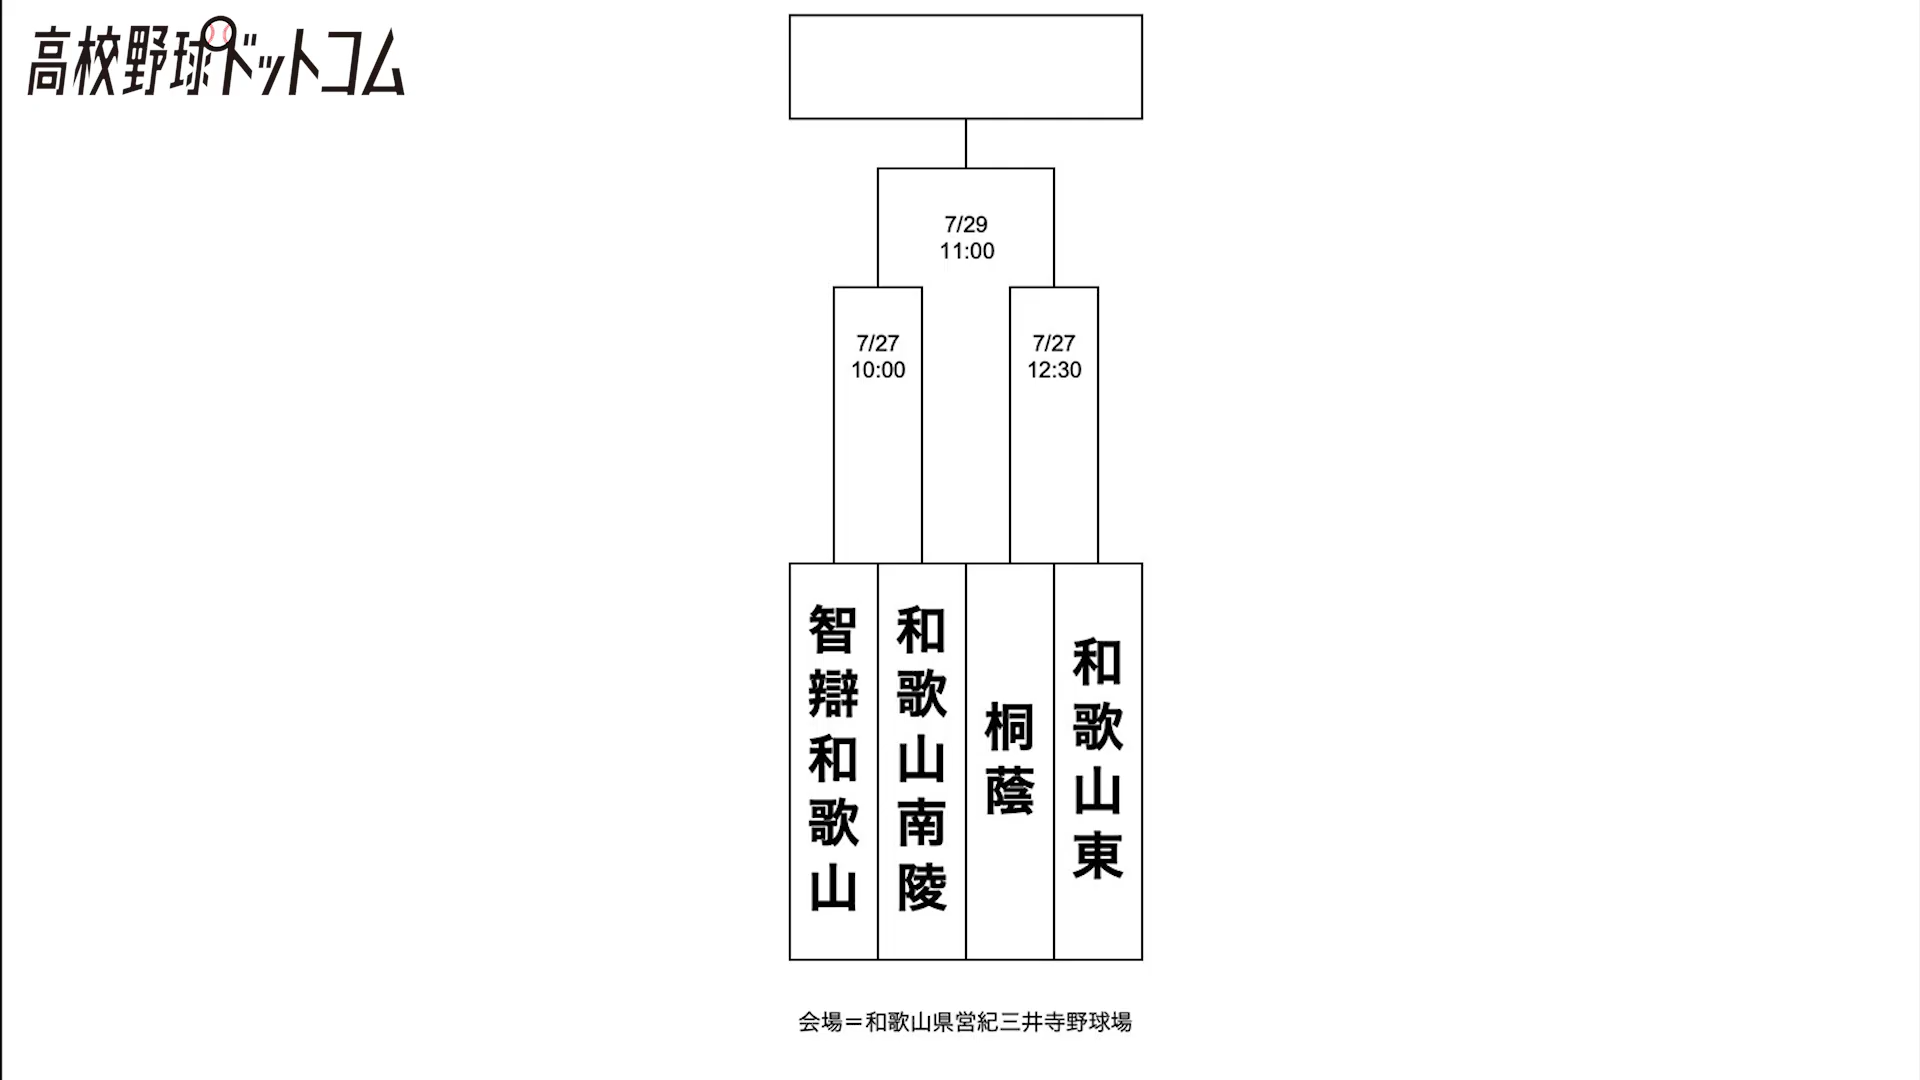 高校野球ドットコム
7/29
11:00
7/27
10:00
7/27
12:30
智辯和歌山
和歌山南陵
桐蔭
和歌山東
会場＝和歌山県営紀三井寺野球場